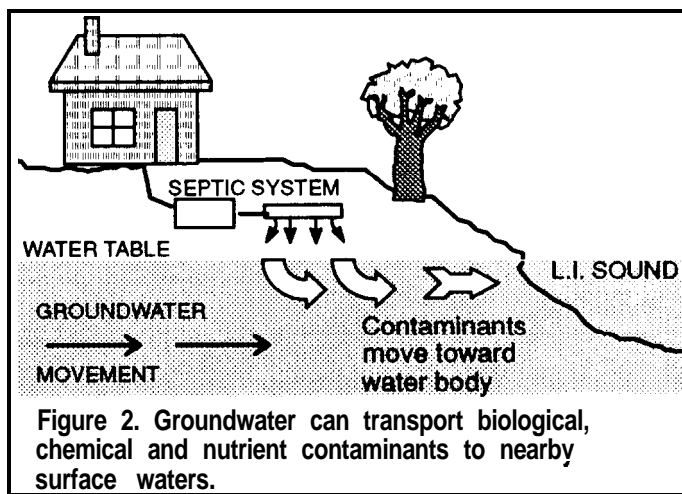 SEPTIC SYSTEM
WATER TABLE
L.I. SOUND
GROUNDWATER
MOVEMENT
Contaminants
move toward
water body
Figure 2. Groundwater can transport biological,
chemical and nutrient contaminants to nearby
surface waters.